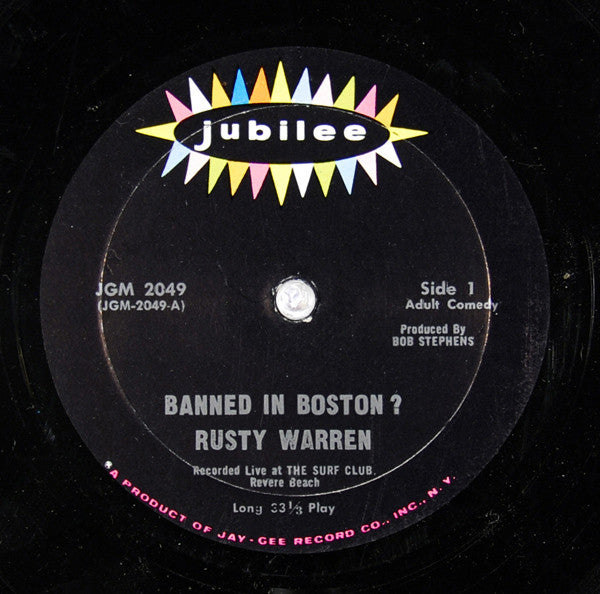 jubilee
JGM 2049
(JGM-2049-A)
Side 1
Adult Comedy
Produced By
BOB STEPHENS
BANNED IN BOSTON?
RUSTY WARREN
Recorded Live at THE SURF CLUB,
Revere Beach
Long 33⅓ Play
A PRODUCT OF JAY-GEE RECORD CO., INC., N. Y.